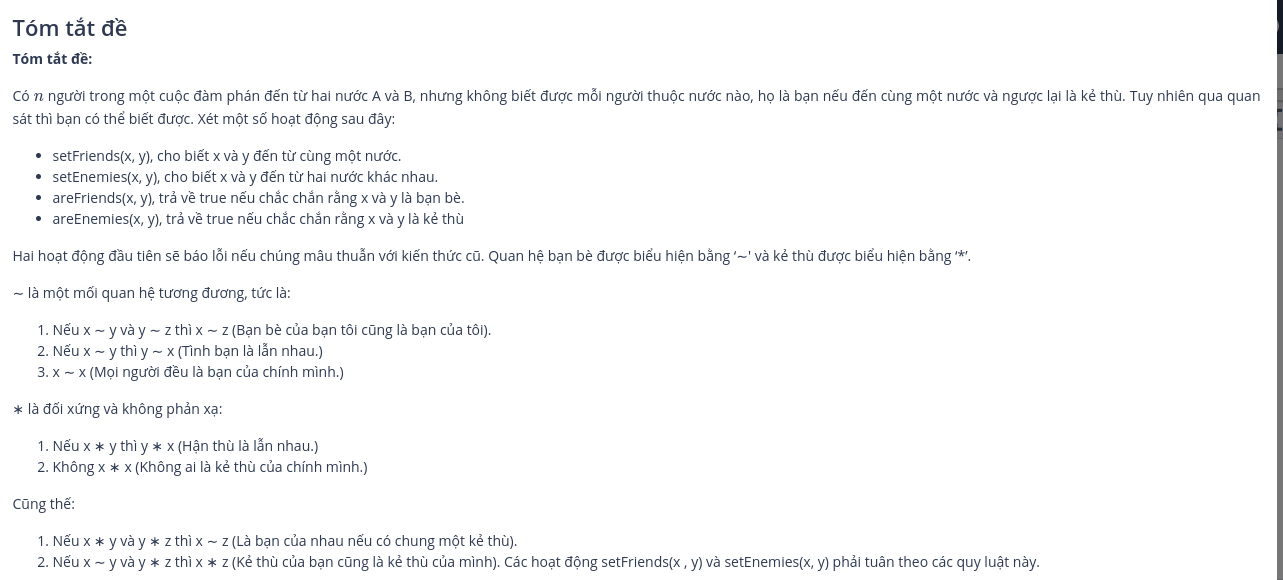 Tóm tắt đề
Tóm tắt đề:
Có n người trong một cuộc đàm phán đến từ hai nước A và B, nhưng không biết được mỗi người thuộc nước nào, họ là bạn nếu đến cùng một nước và ngược lại là kẻ thù. Tuy nhiên qua quan
sát thì bạn có thể biết được. Xét một số hoạt động sau đây:
• setFriends(x, y), cho biết x và y đến từ cùng một nước.
• setEnemies(x, y), cho biết x và y đến từ hai nước khác nhau.
• areFriends(x, y), trả về true nếu chắc chắn rằng x và y là bạn bè.
• areEnemies(x, y), trả về true nếu chắc chắn rằng x và y là kẻ thù
Hai hoạt động đầu tiên sẽ báo lỗi nếu chúng mâu thuẫn với kiến thức cũ. Quan hệ bạn bè được biểu hiện bằng ‘∼' và kẻ thù được biểu hiện bằng ‘*’.
∼ là một mối quan hệ tương đương, tức là:
1. Nếu x ∼ y và y ∼ z thì x ∼ z (Bạn bè của bạn tôi cũng là bạn của tôi).
2. Nếu x ∼ y thì y ∼ x (Tình bạn là lẫn nhau.)
3. x ∼ x (Mọi người đều là bạn của chính mình.)
∗ là đối xứng và không phản xạ:
1. Nếu x ∗ y thì y ∗ x (Hận thù là lẫn nhau.)
2. Không x ∗ x (Không ai là kẻ thù của chính mình.)
Cũng thế:
1. Nếu x ∗ y và y ∗ z thì x ∼ z (Là bạn của nhau nếu có chung một kẻ thù).
2. Nếu x ∼ y và y ∗ z thì x ∗ z (Kẻ thù của bạn cũng là kẻ thù của mình). Các hoạt động setFriends(x , y) và setEnemies(x, y) phải tuân theo các quy luật này.